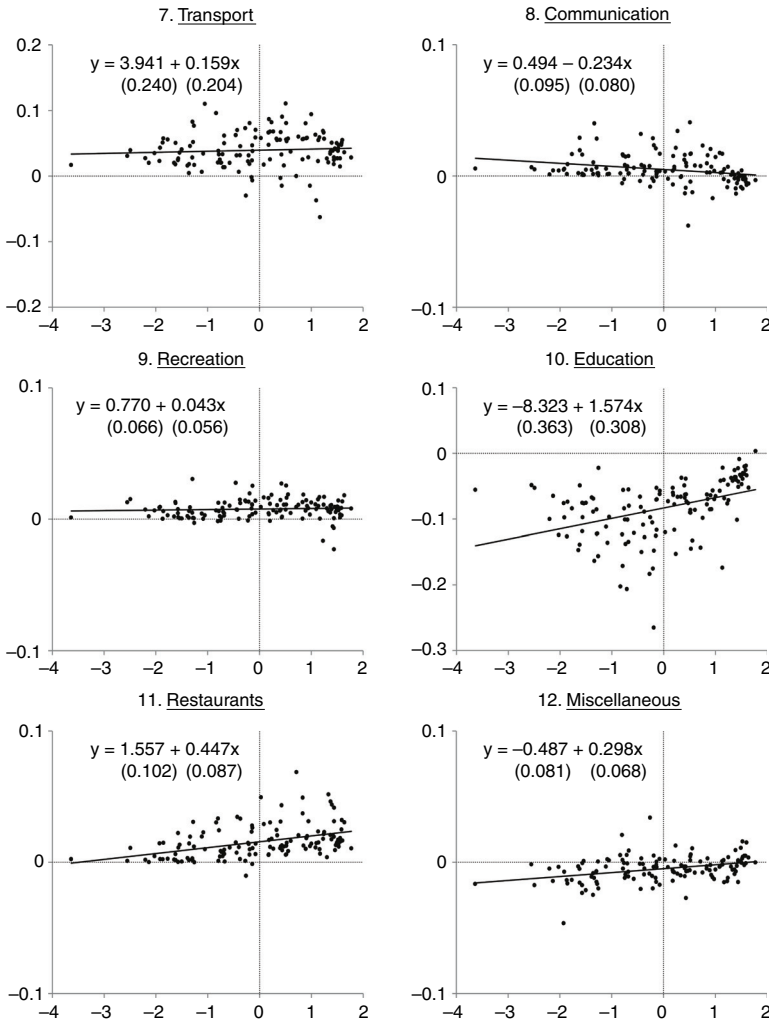 7. Transport
0.2
y = 3.941 + 0.159x
(0.240) (0.204)
0.1
0
−0.1
−0.2
−4 −3 −2 −1 0 1 2
8. Communication
0.1
y = 0.494 − 0.234x
(0.095) (0.080)
0
−0.1
−4 −3 −2 −1 0 1 2
9. Recreation
0.1
y = 0.770 + 0.043x
(0.066) (0.056)
0
−0.1
−4 −3 −2 −1 0 1 2
10. Education
0.1
y = −8.323 + 1.574x
(0.363) (0.308)
0
−0.1
−0.2
−0.3
−4 −3 −2 −1 0 1 2
11. Restaurants
0.1
y = 1.557 + 0.447x
(0.102) (0.087)
0
−0.1
−4 −3 −2 −1 0 1 2
12. Miscellaneous
0.1
y = −0.487 + 0.298x
(0.081) (0.068)
0
−0.1
−4 −3 −2 −1 0 1 2